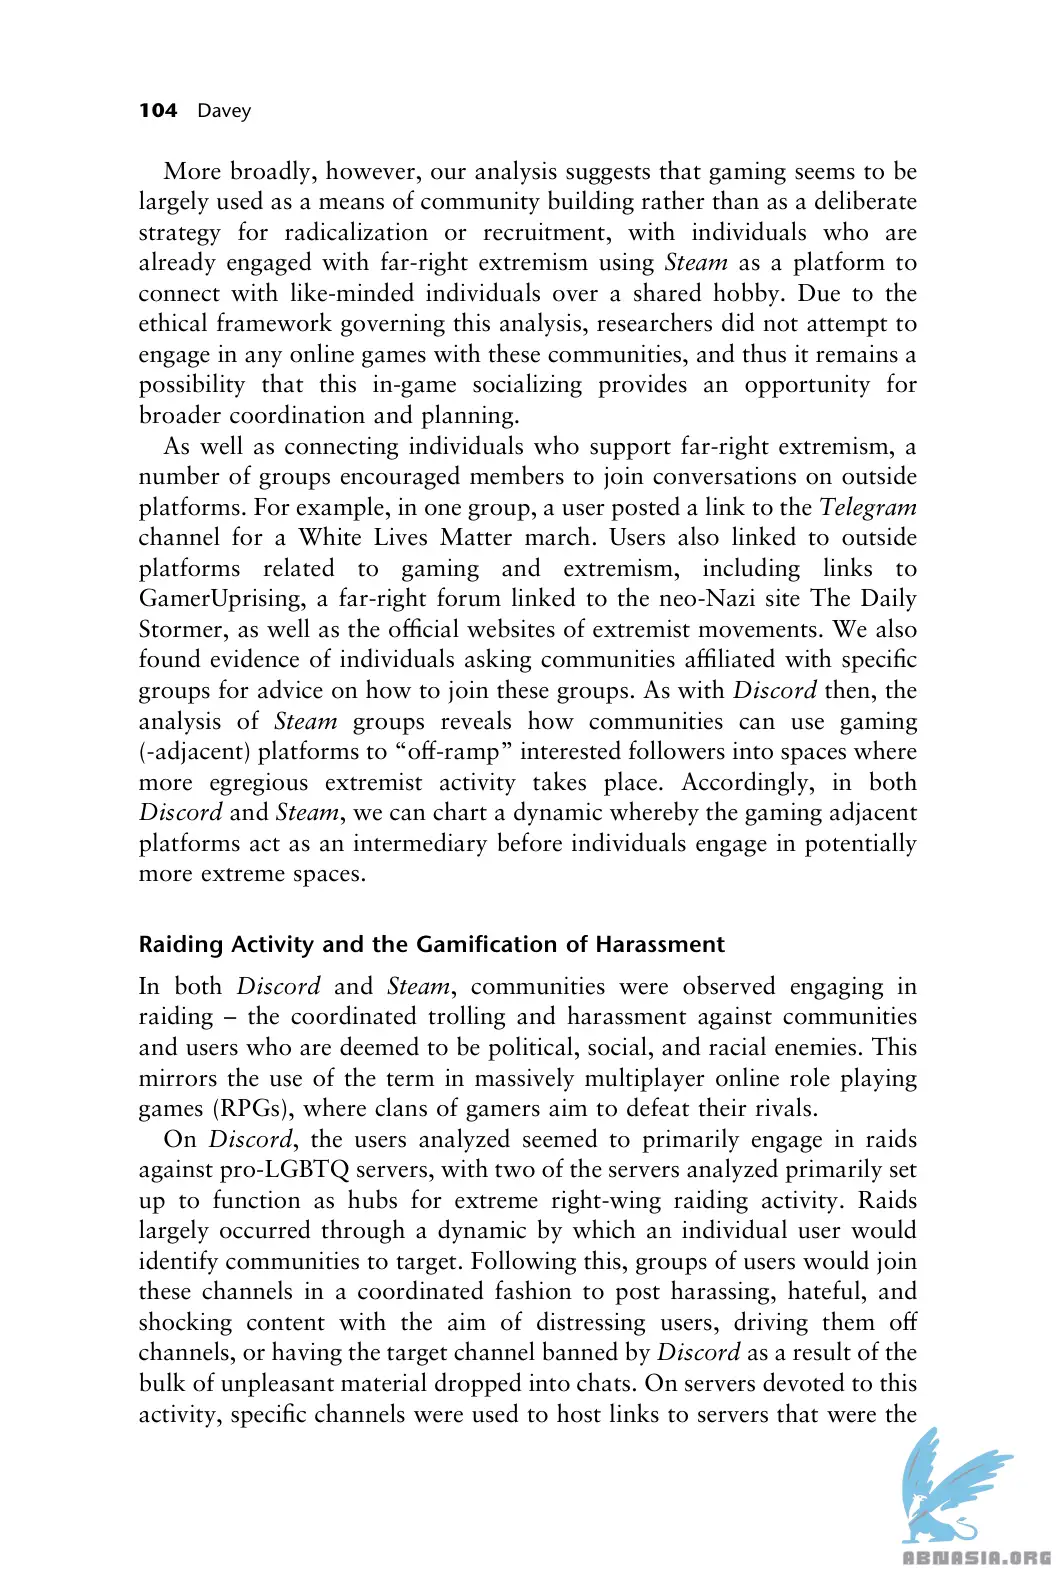 104 Davey
More broadly, however, our analysis suggests that gaming seems to be
largely used as a means of community building rather than as a deliberate
strategy for radicalization or recruitment, with individuals who are
already engaged with far-right extremism using Steam as a platform to
connect with like-minded individuals over a shared hobby. Due to the
ethical framework governing this analysis, researchers did not attempt to
engage in any online games with these communities, and thus it remains a
possibility that this in-game socializing provides an opportunity for
broader coordination and planning.
As well as connecting individuals who support far-right extremism, a
number of groups encouraged members to join conversations on outside
platforms. For example, in one group, a user posted a link to the Telegram
channel for a White Lives Matter march. Users also linked to outside
platforms related to gaming and extremism, including links to
GamerUprising, a far-right forum linked to the neo-Nazi site The Daily
Stormer, as well as the official websites of extremist movements. We also
found evidence of individuals asking communities affiliated with specific
groups for advice on how to join these groups. As with Discord then, the
analysis of Steam groups reveals how communities can use gaming
(-adjacent) platforms to “off-ramp” interested followers into spaces where
more egregious extremist activity takes place. Accordingly, in both
Discord and Steam, we can chart a dynamic whereby the gaming adjacent
platforms act as an intermediary before individuals engage in potentially
more extreme spaces.
Raiding Activity and the Gamification of Harassment
In both Discord and Steam, communities were observed engaging in
raiding – the coordinated trolling and harassment against communities
and users who are deemed to be political, social, and racial enemies. This
mirrors the use of the term in massively multiplayer online role playing
games (RPGs), where clans of gamers aim to defeat their rivals.
On Discord, the users analyzed seemed to primarily engage in raids
against pro-LGBTQ servers, with two of the servers analyzed primarily set
up to function as hubs for extreme right-wing raiding activity. Raids
largely occurred through a dynamic by which an individual user would
identify communities to target. Following this, groups of users would join
these channels in a coordinated fashion to post harassing, hateful, and
shocking content with the aim of distressing users, driving them off
channels, or having the target channel banned by Discord as a result of the
bulk of unpleasant material dropped into chats. On servers devoted to this
activity, specific channels were used to host links to servers that were the
ABNASIA.ORG